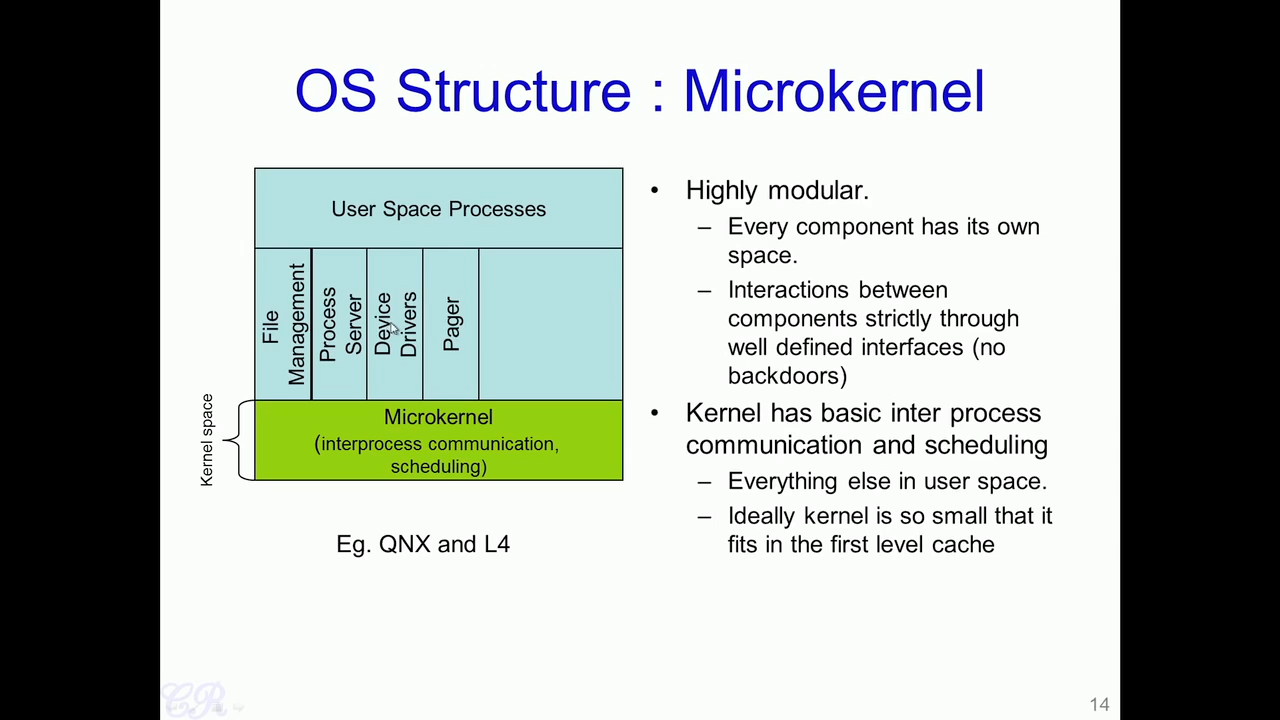 OS Structure : Microkernel
User Space Processes
File
Management
Process
Server
Device
Drivers
Pager
Kernel space
Microkernel
(interprocess communication,
scheduling)
Eg. QNX and L4
• Highly modular.
– Every component has its own
space.
– Interactions between
components strictly through
well defined interfaces (no
backdoors)
• Kernel has basic inter process
communication and scheduling
– Everything else in user space.
– Ideally kernel is so small that it
fits in the first level cache
CR
14